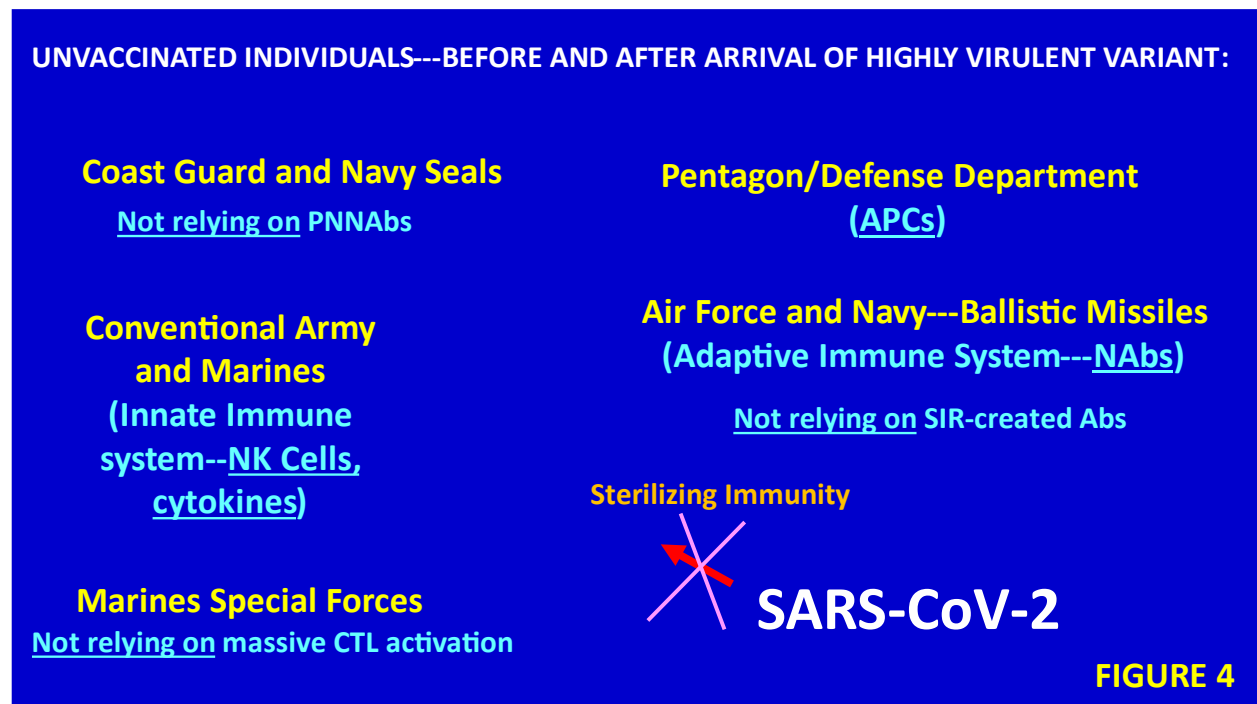 UNVACCINATED INDIVIDUALS---BEFORE AND AFTER ARRIVAL OF HIGHLY VIRULENT VARIANT:
Coast Guard and Navy Seals
Not relying on PNNAbs
Pentagon/Defense Department
(APCs)
Conventional Army
and Marines
(Innate Immune
system--NK Cells,
cytokines)
Air Force and Navy---Ballistic Missiles
(Adaptive Immune System---NAbs)
Not relying on SIR-created Abs
Sterilizing Immunity
SARS-CoV-2
Marines Special Forces
Not relying on massive CTL activation
FIGURE 4